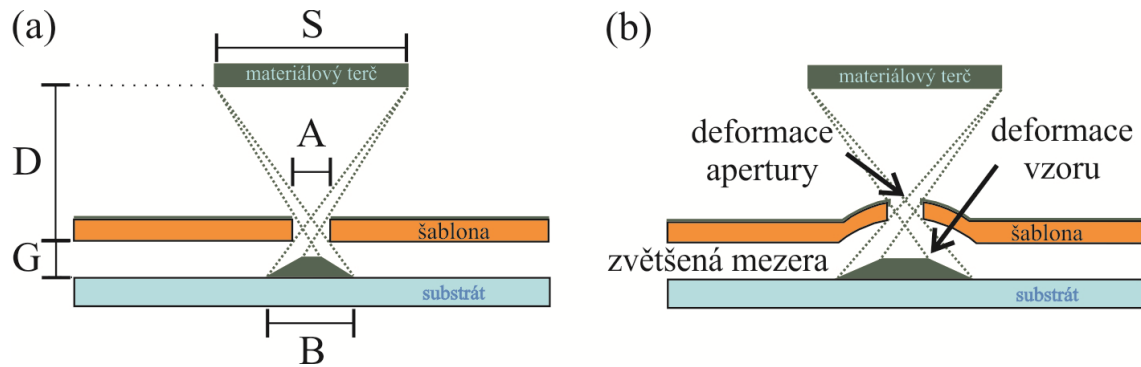 (a)
S
materiálový terč
A
D
šablona
G
substrát
B
(b)
materiálový terč
deformace
apertury
deformace
vzoru
šablona
zvětšená mezera
substrát